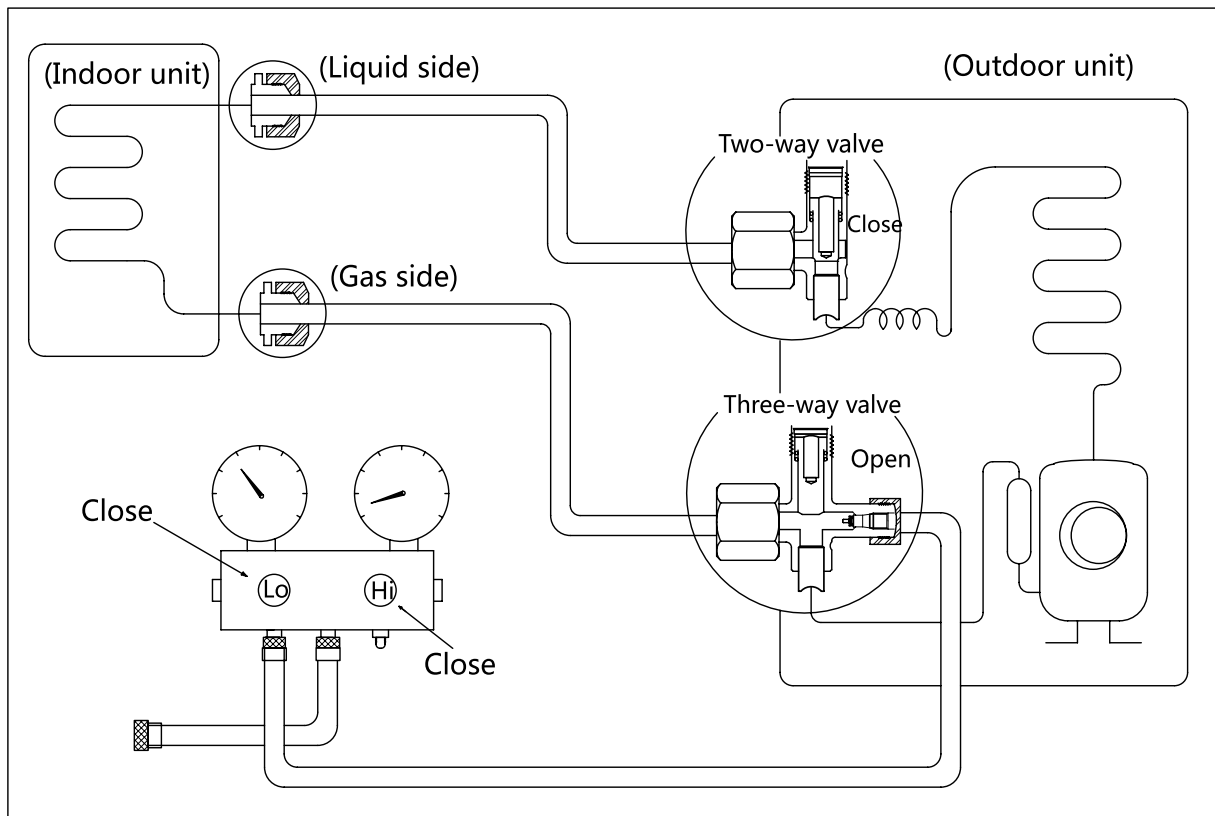 (Indoor unit)
(Liquid side)
(Outdoor unit)
Two-way valve
Close
(Gas side)
Three-way valve
Open
Close
Lo
Hi
Close